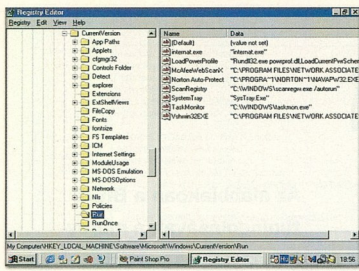 Registry Editor
Registry Edit View Help
CurrentVersion
App Paths
Applets
cfgmgr32
Controls Folder
Detect
explorer
Extensions
ExtShellViews
FileCopy
Fonts
fontsize
FS Templates
ICM
Internet Settings
ModuleUsage
MS-DOS Emulation
MS-DOSOptions
Network
Nls
Policies
Run
RunOnce
Name Data
(Default) (value not set)
internat.exe "internat.exe"
LoadPowerProfile "Rundll32.exe powrprof.dll,LoadCurrentPwrSchem
McAfeeWebScanX "C:\PROGRAM FILES\NETWORK ASSOCIATE
Norton Auto-Protect "C:\PROGRA~1\NORTON~1\NAVAPW32.EXE
ScanRegistry "C:\WINDOWS\scanregw.exe /autorun"
SystemTray "SysTray.Exe"
TaskMonitor "C:\WINDOWS\taskmon.exe"
Vshwin32EXE "C:\PROGRAM FILES\NETWORK ASSOCIATE
My Computer\HKEY_LOCAL_MACHINE\Software\Microsoft\Windows\CurrentVersion\Run
Start Paint Shop Pro Registry Editor 18:56